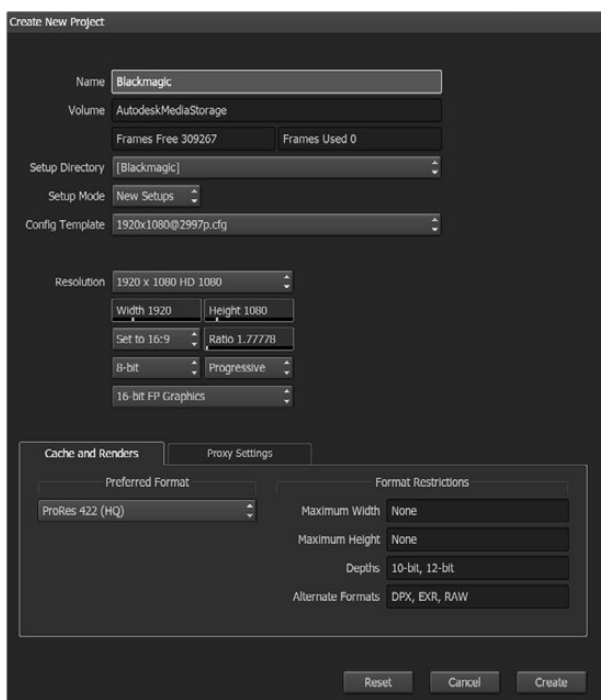 Create New Project
Name Blackmagic
Volume AutodeskMediaStorage
Frames Free 309267 Frames Used 0
Setup Directory [Blackmagic]
Setup Mode New Setups
Config Template 1920x1080@2997p.cfg
Resolution 1920 x 1080 HD 1080
Width 1920 Height 1080
Set to 16:9 Ratio 1.77778
8-bit Progressive
16-bit FP Graphics
Cache and Renders Proxy Settings
Preferred Format Format Restrictions
ProRes 422 (HQ) Maximum Width None
Maximum Height None
Depths 10-bit, 12-bit
Alternate Formats DPX, EXR, RAW
Reset Cancel Create